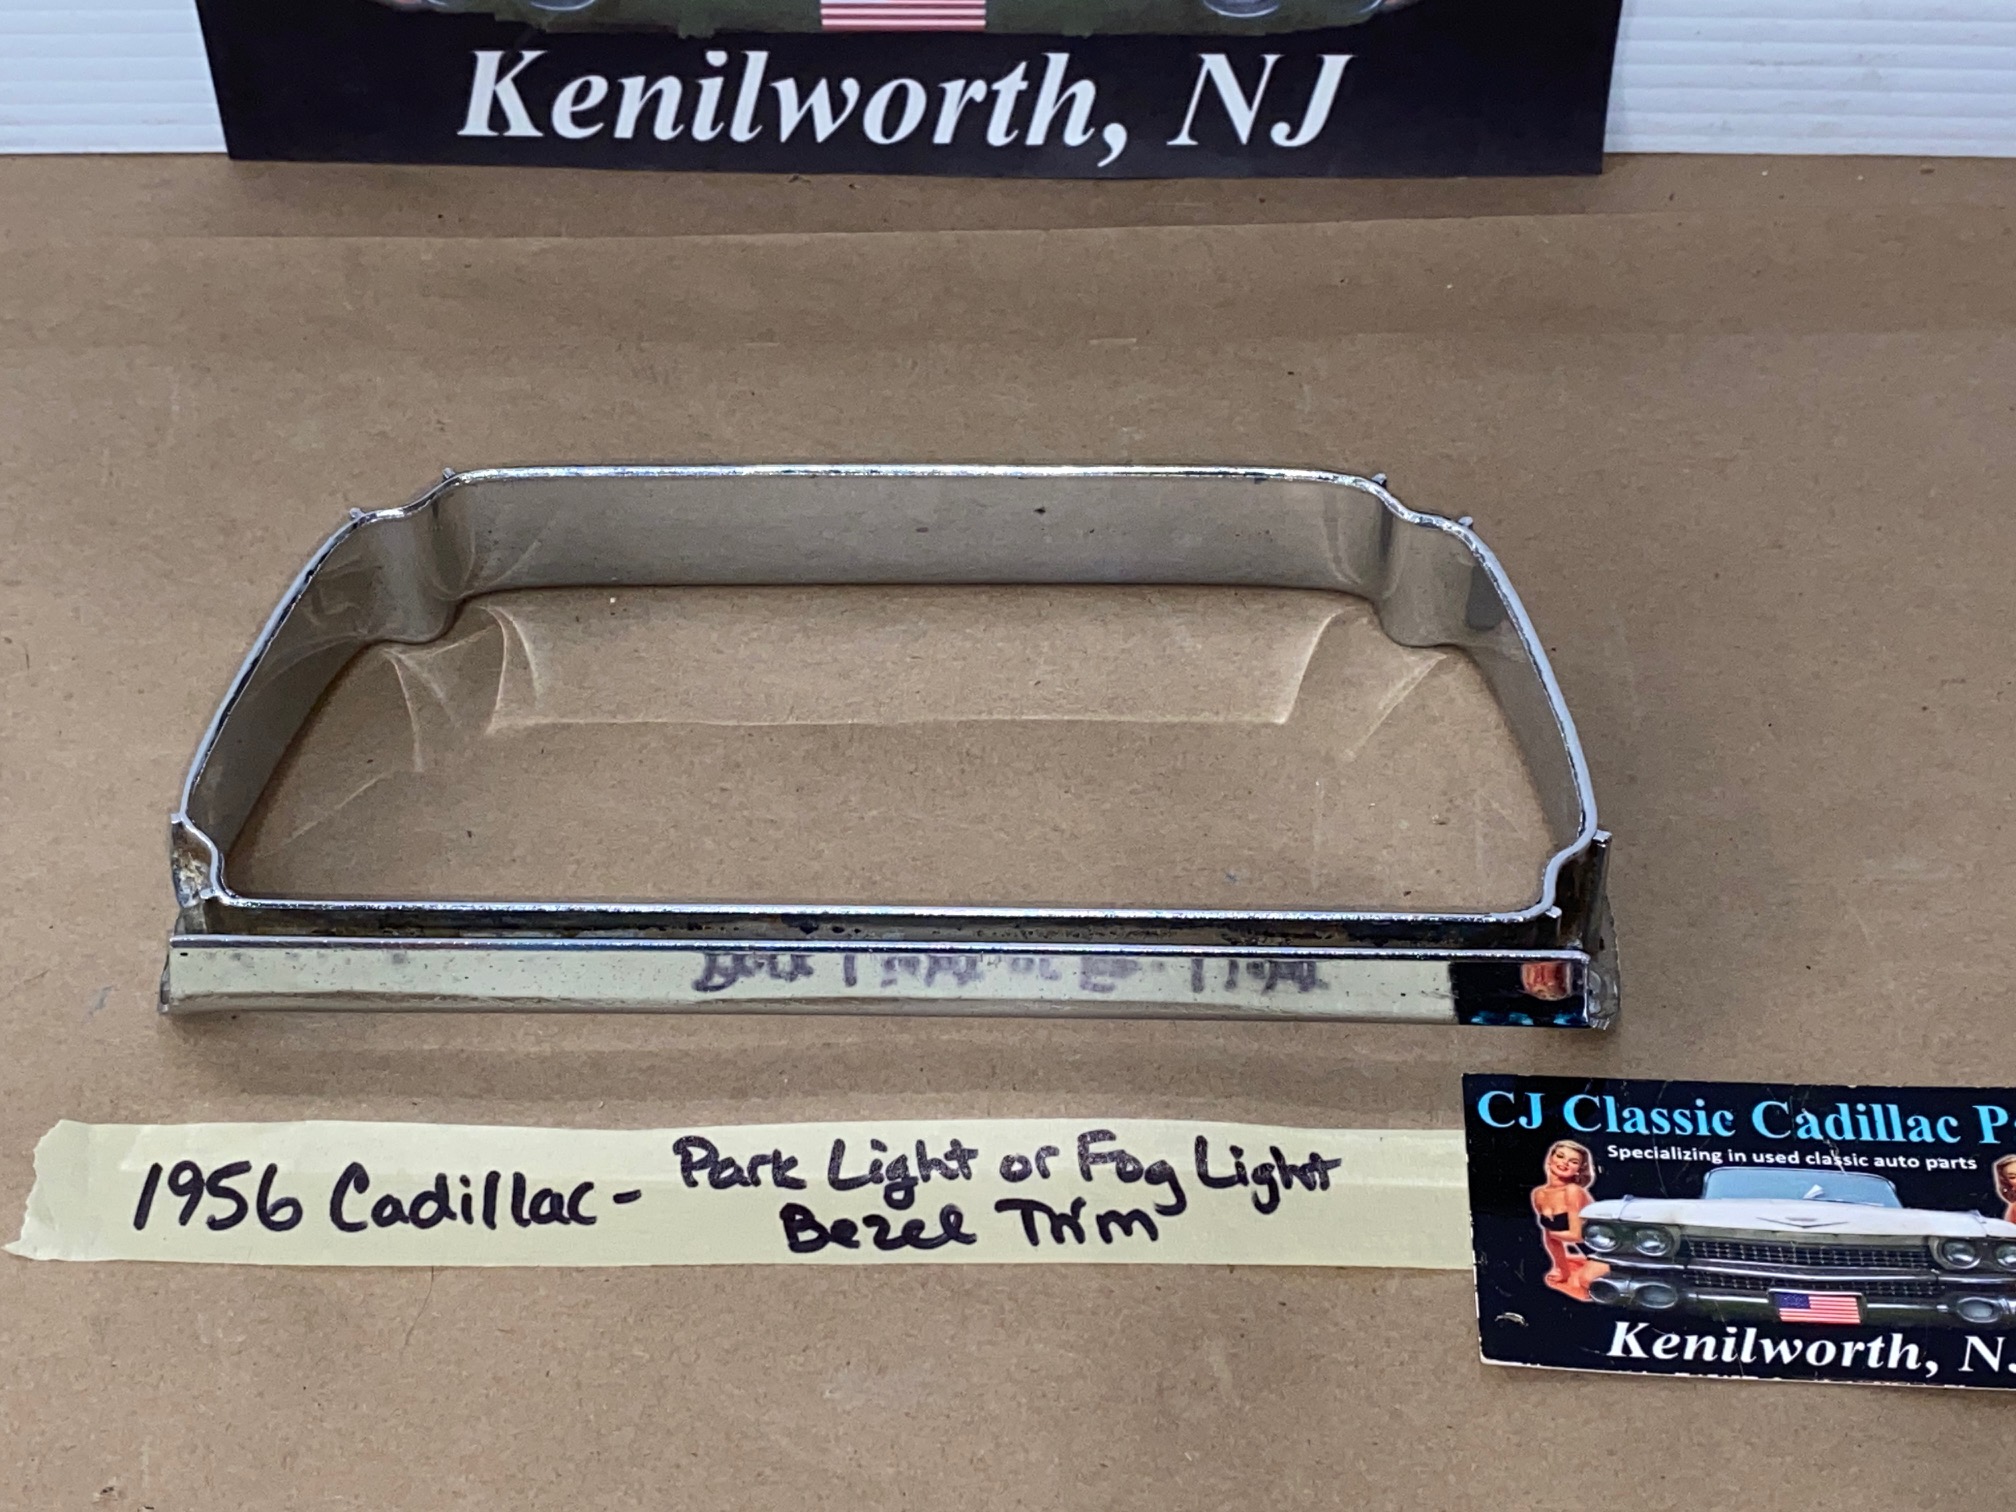 Kenilworth, NJ
1956 Cadillac - Park Light or Fog Light
Bezel Trim
CJ Classic Cadillac P
Specializing in used classic auto parts
Kenilworth, N